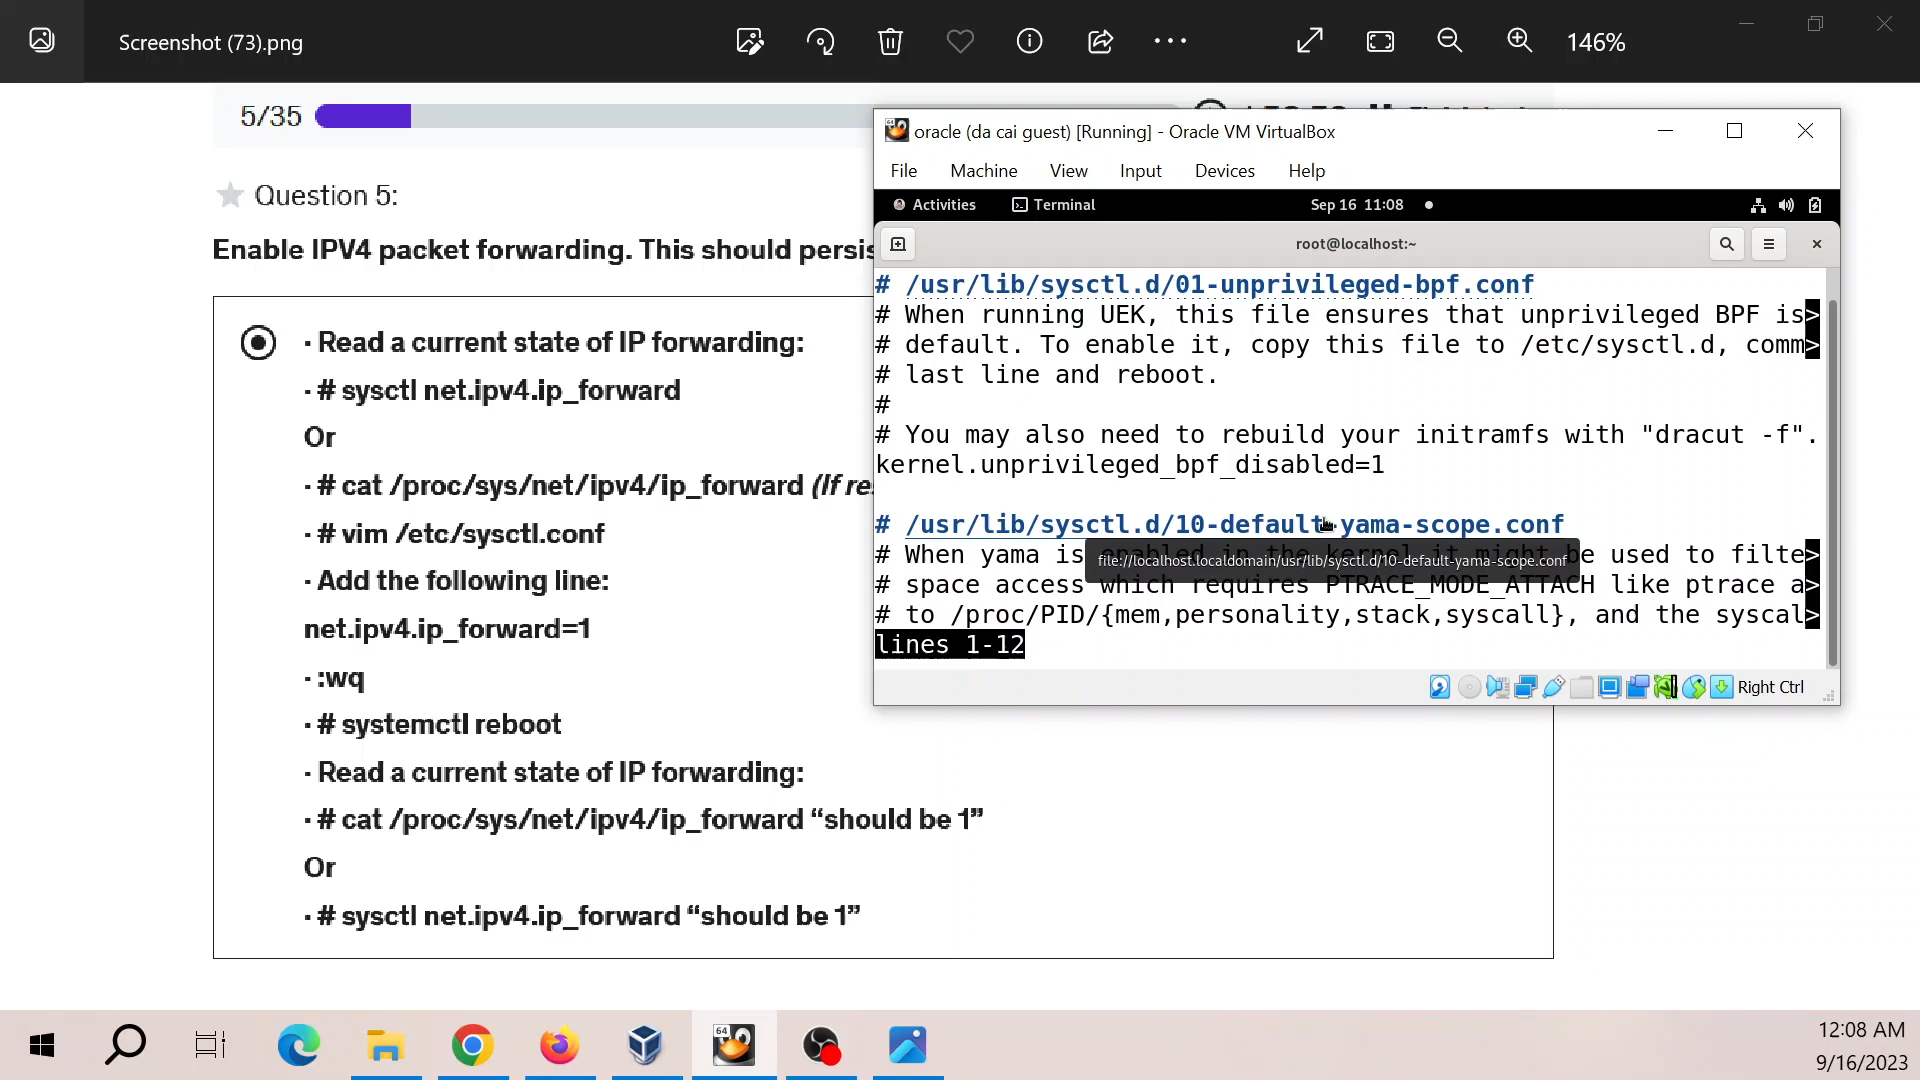 Screenshot (73).png
146%
5/35
Question 5:
Enable IPV4 packet forwarding. This should persis
· Read a current state of IP forwarding:
· # sysctl net.ipv4.ip_forward
Or
· # cat /proc/sys/net/ipv4/ip_forward (If res
· # vim /etc/sysctl.conf
· Add the following line:
net.ipv4.ip_forward=1
· :wq
· # systemctl reboot
· Read a current state of IP forwarding:
· # cat /proc/sys/net/ipv4/ip_forward “should be 1”
Or
· # sysctl net.ipv4.ip_forward “should be 1”
oracle (da cai guest) [Running] - Oracle VM VirtualBox
File Machine View Input Devices Help
Activities Terminal Sep 16 11:08
root@localhost:~
# /usr/lib/sysctl.d/01-unprivileged-bpf.conf
# When running UEK, this file ensures that unprivileged BPF is>
# default. To enable it, copy this file to /etc/sysctl.d, comm>
# last line and reboot.
#
# You may also need to rebuild your initramfs with "dracut -f".
kernel.unprivileged_bpf_disabled=1
# /usr/lib/sysctl.d/10-default-yama-scope.conf
# When yama is enabled in the kernel it might be used to filte>
file://localhost.localdomain/usr/lib/sysctl.d/10-default-yama-scope.conf
# space access which requires PTRACE_MODE_ATTACH like ptrace a>
# to /proc/PID/{mem,personality,stack,syscall}, and the syscal>
lines 1-12
Right Ctrl
64
12:08 AM
9/16/2023